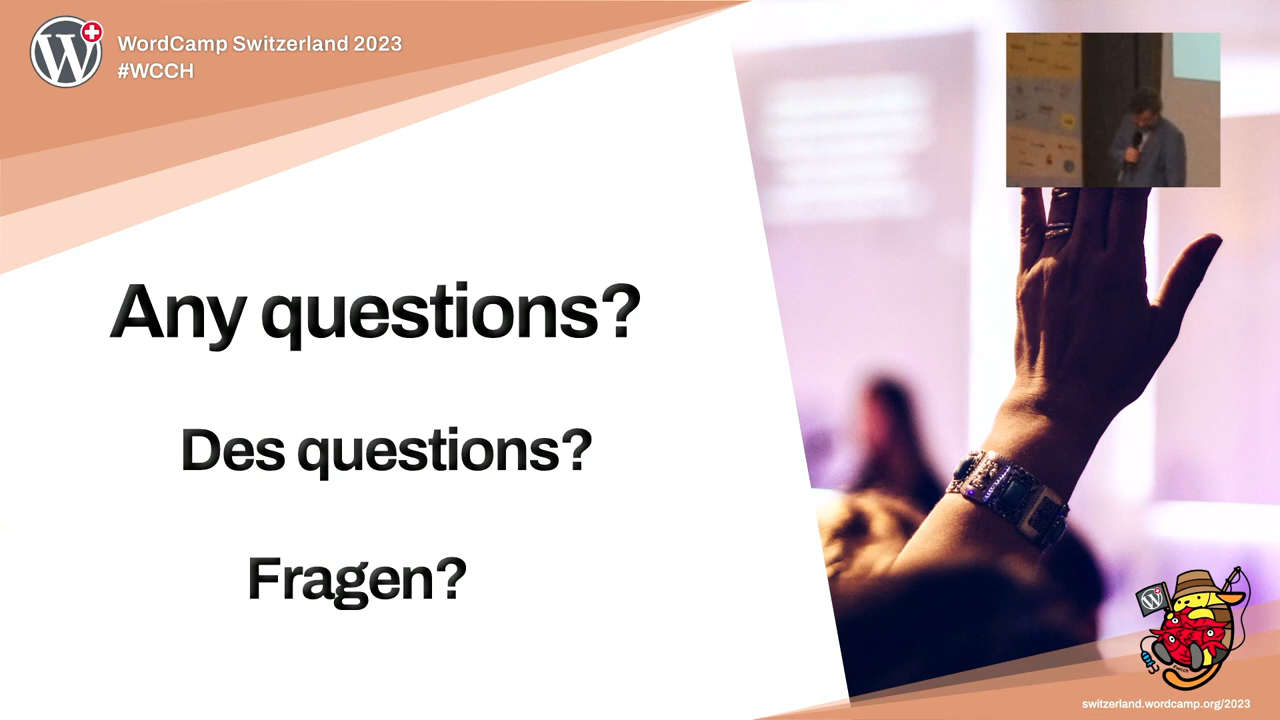 WordCamp Switzerland 2023
#WCCH
Any questions?
Des questions?
Fragen?
switzerland.wordcamp.org/2023